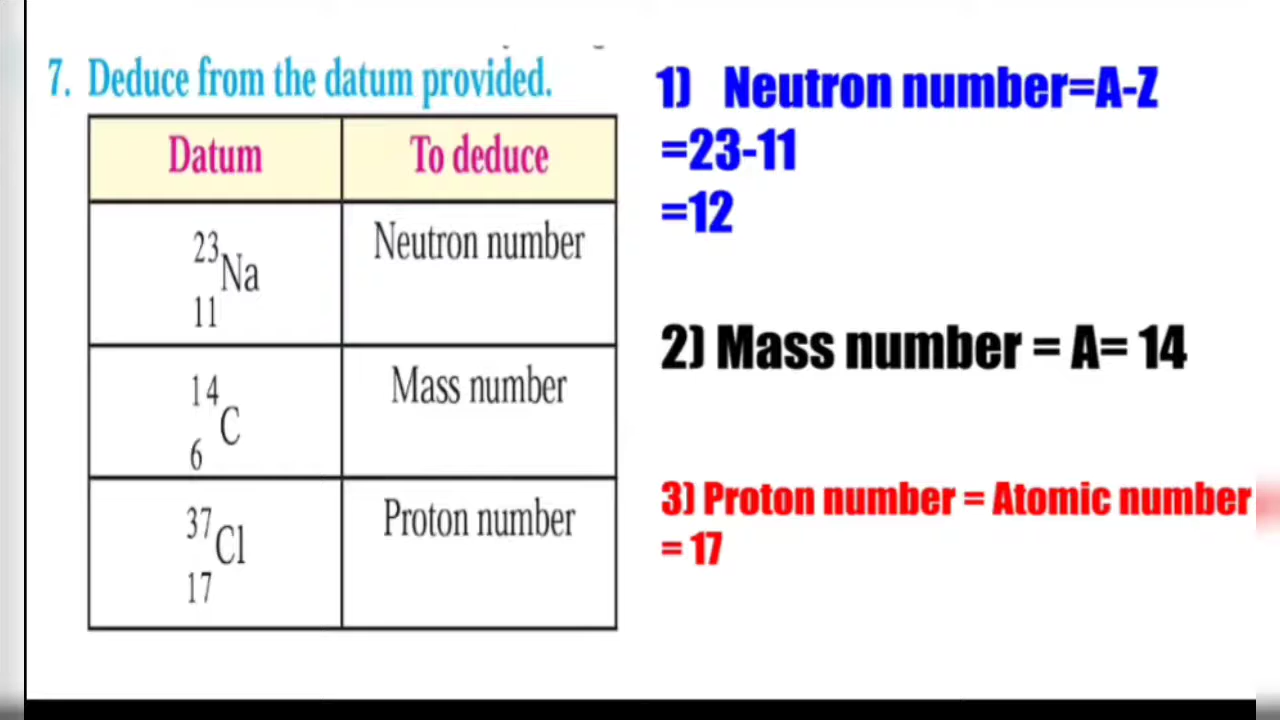 7. Deduce from the datum provided.
Datum To deduce
23
Na
11
Neutron number
14
C
6
Mass number
37
Cl
17
Proton number
1) Neutron number=A-Z
=23-11
=12
2) Mass number = A= 14
3) Proton number = Atomic number
= 17